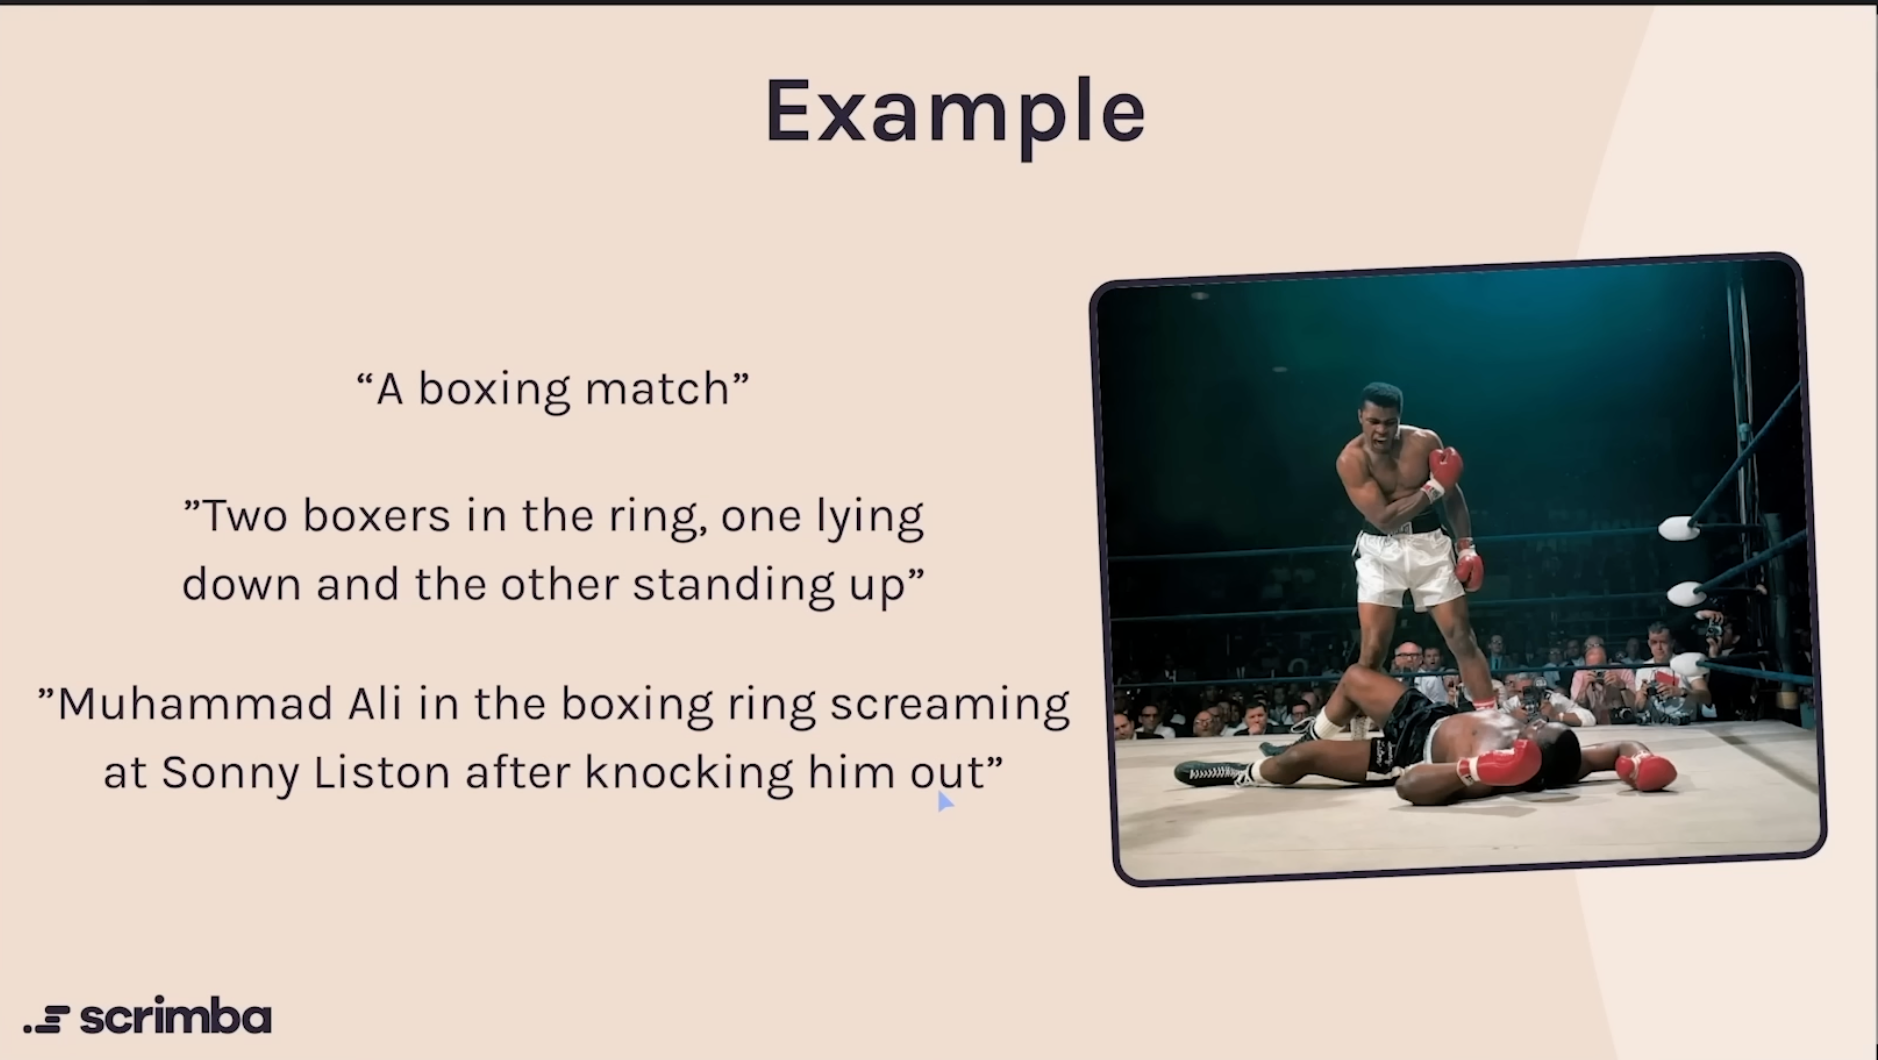 Example
“A boxing match”
”Two boxers in the ring, one lying
down and the other standing up”
”Muhammad Ali in the boxing ring screaming
at Sonny Liston after knocking him out”
scrimba